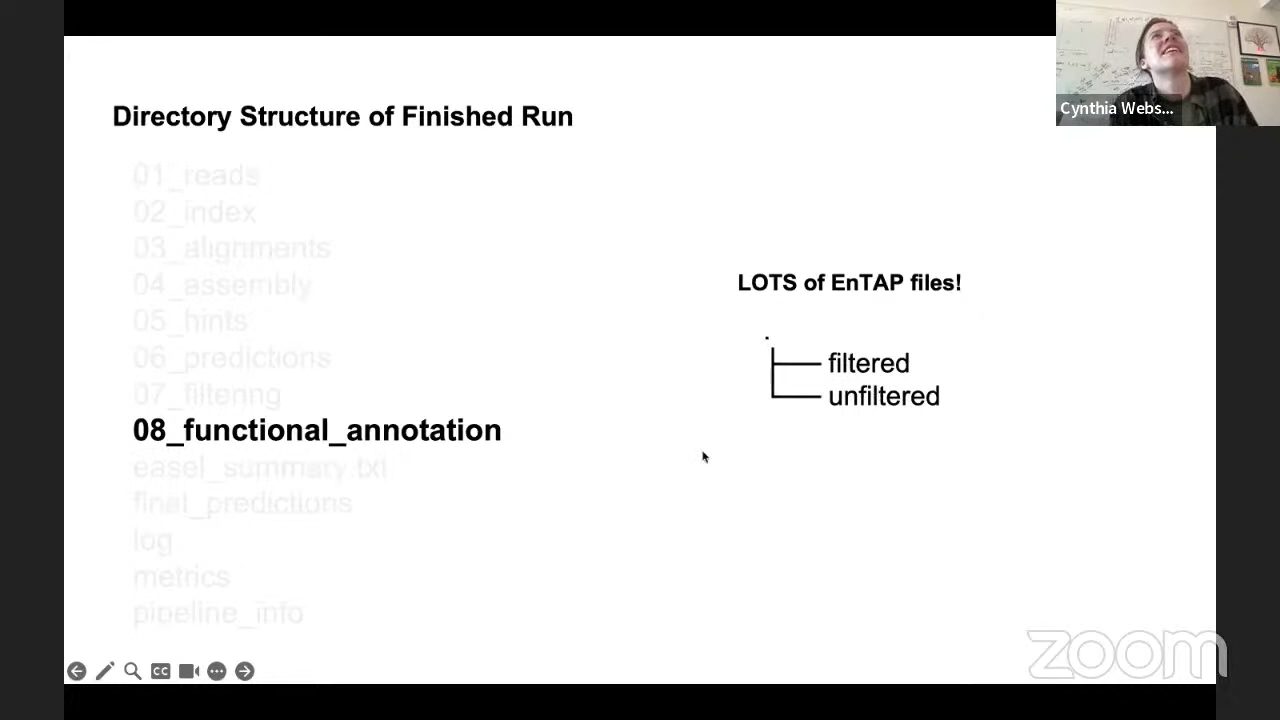 Cynthia Webs...
Directory Structure of Finished Run
01_reads
02_index
03_alignments
04_assembly
05_hints
06_predictions
07_filtering
08_functional_annotation
easel_summary.txt
final_predictions
log
metrics
pipeline_info
LOTS of EnTAP files!
.
filtered
unfiltered
CC
zoom